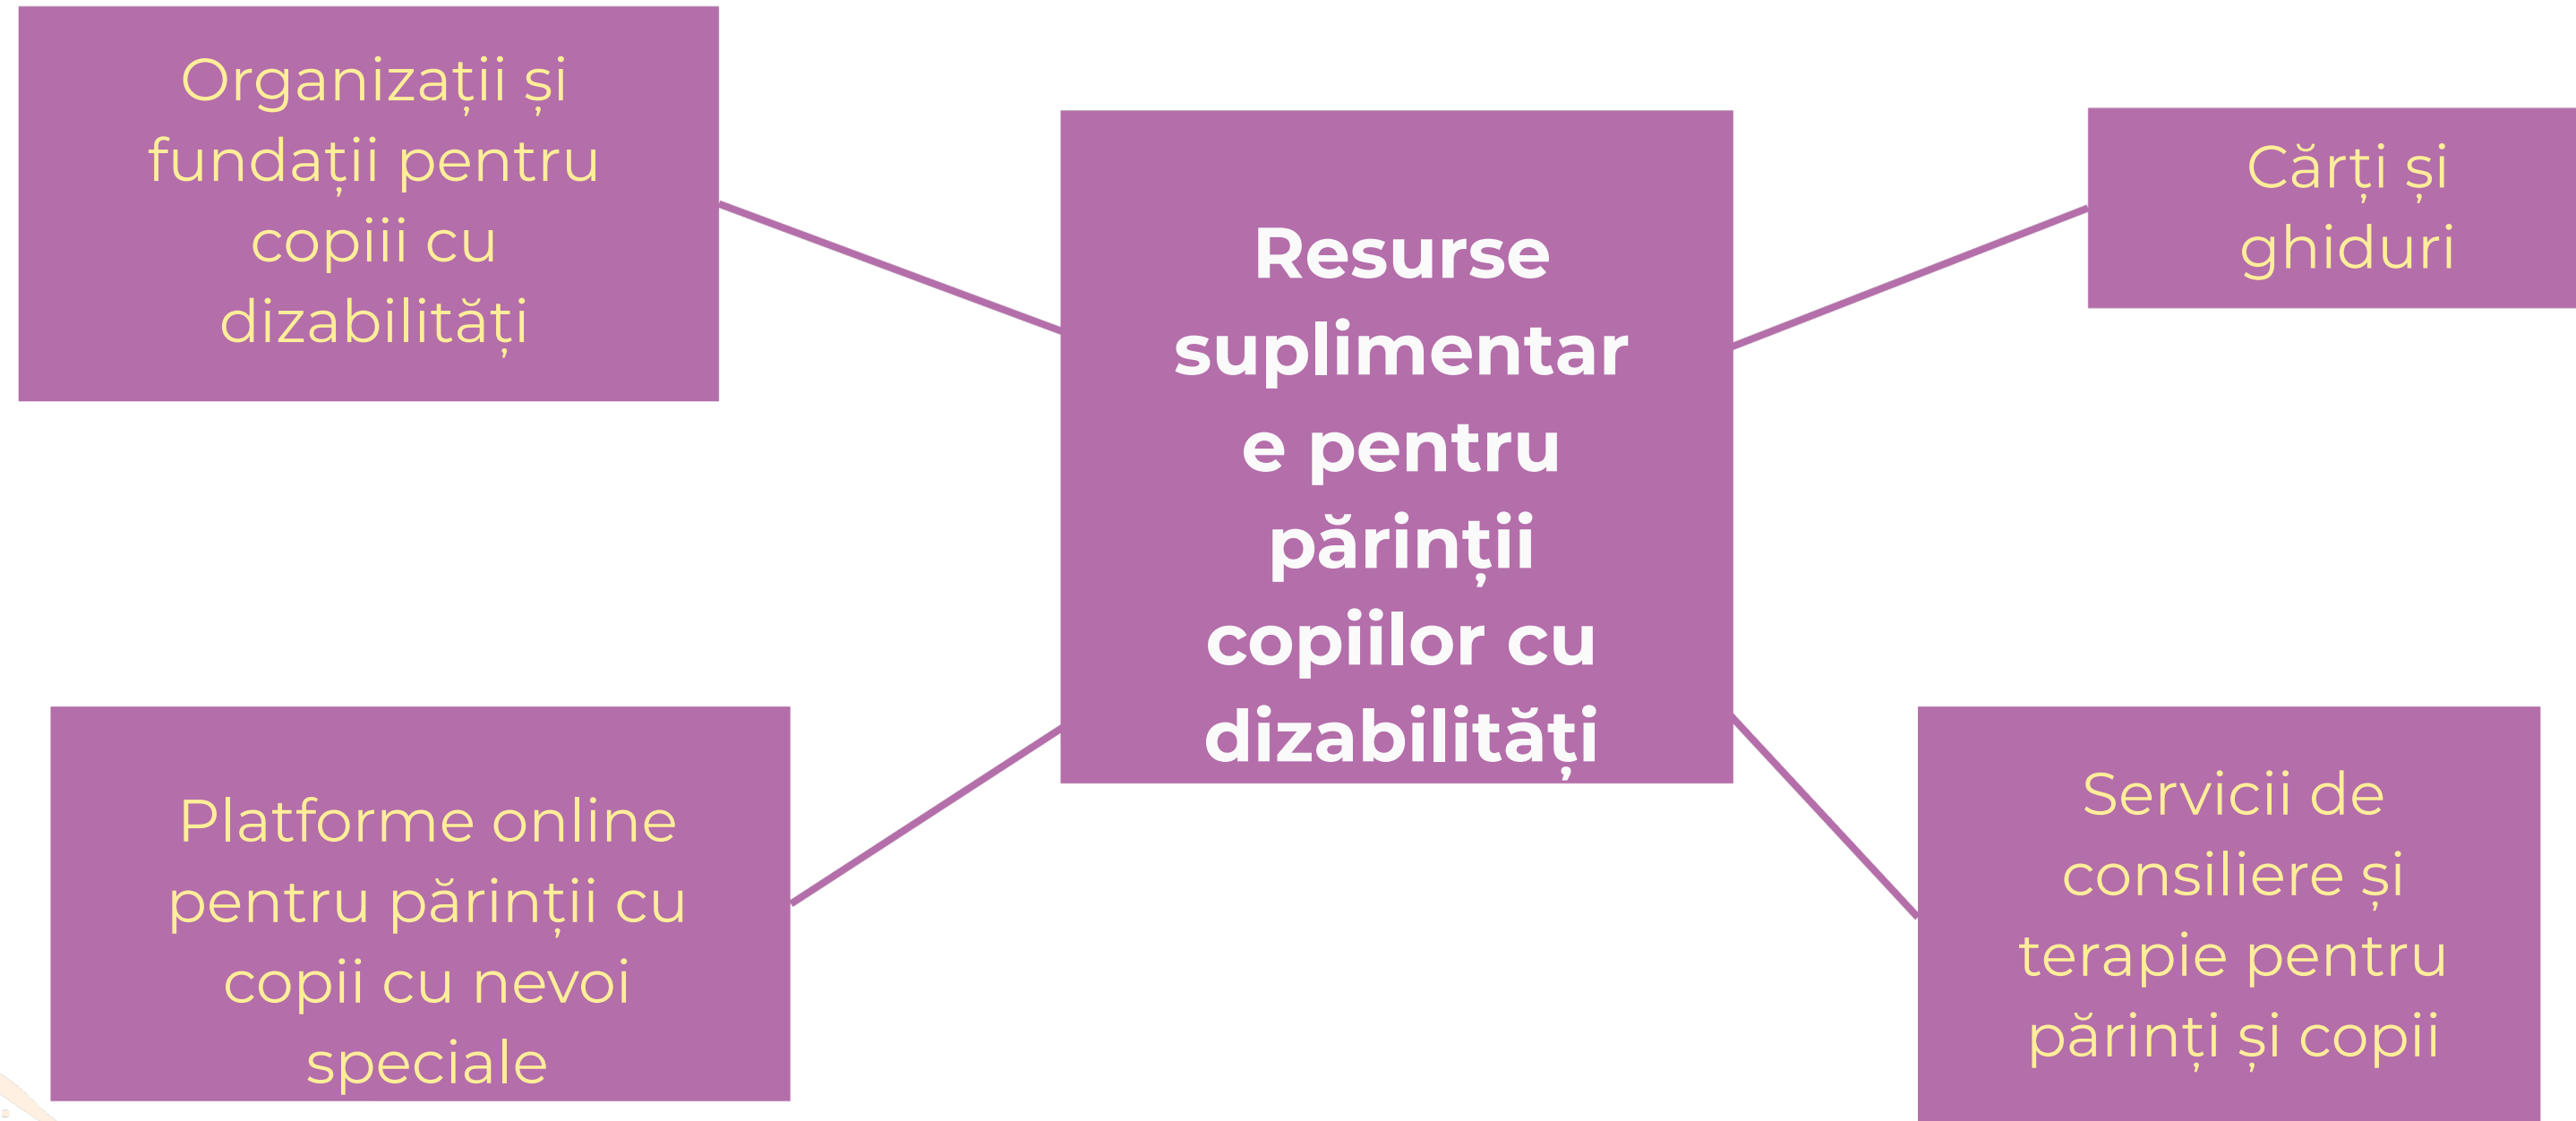 Organizații și
fundații pentru
copiii cu
dizabilități
Resurse
suplimentar
e pentru
părinții
copiilor cu
dizabilități
Cărți și
ghiduri
Platforme online
pentru părinții cu
copii cu nevoi
speciale
Servicii de
consiliere și
terapie pentru
părinți și copii